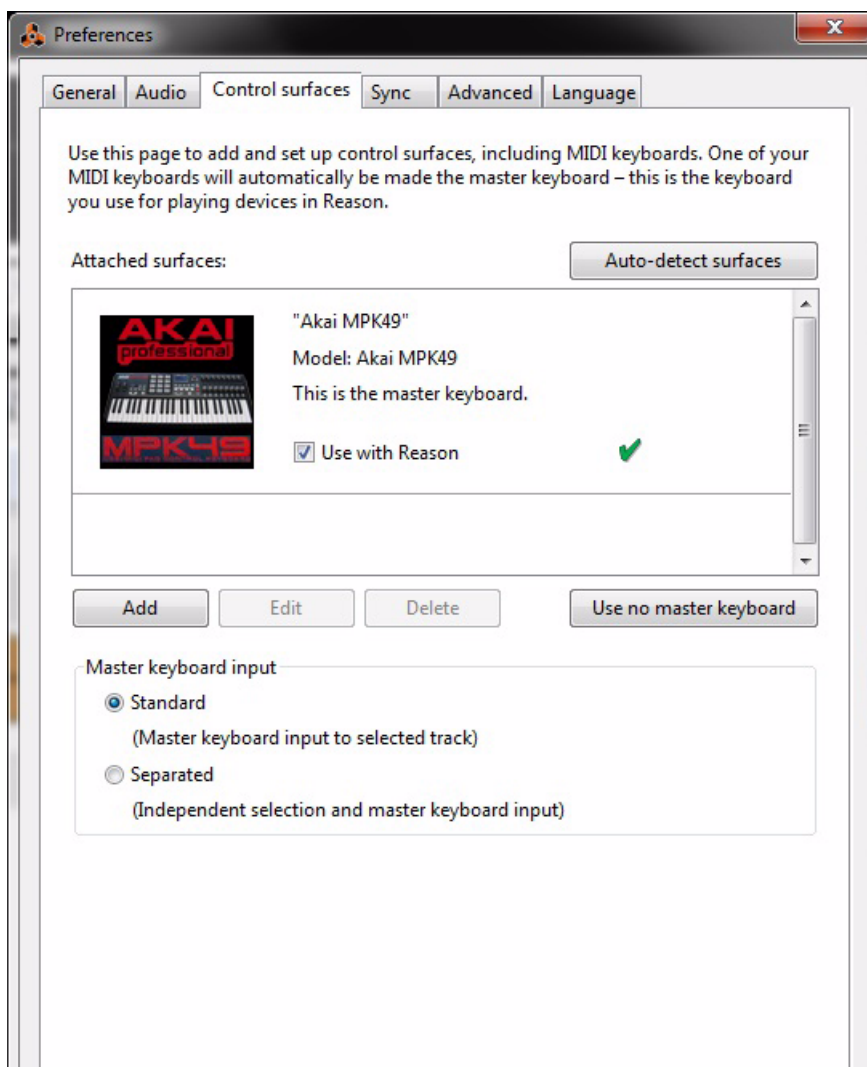 Preferences
General Audio Control surfaces Sync Advanced Language
Use this page to add and set up control surfaces, including MIDI keyboards. One of your
MIDI keyboards will automatically be made the master keyboard – this is the keyboard
you use for playing devices in Reason.
Attached surfaces:
Auto-detect surfaces
AKAI
professional
MPK49
"Akai MPK49"
Model: Akai MPK49
This is the master keyboard.
Use with Reason
Add Edit Delete Use no master keyboard
Master keyboard input
Standard
(Master keyboard input to selected track)
Separated
(Independent selection and master keyboard input)